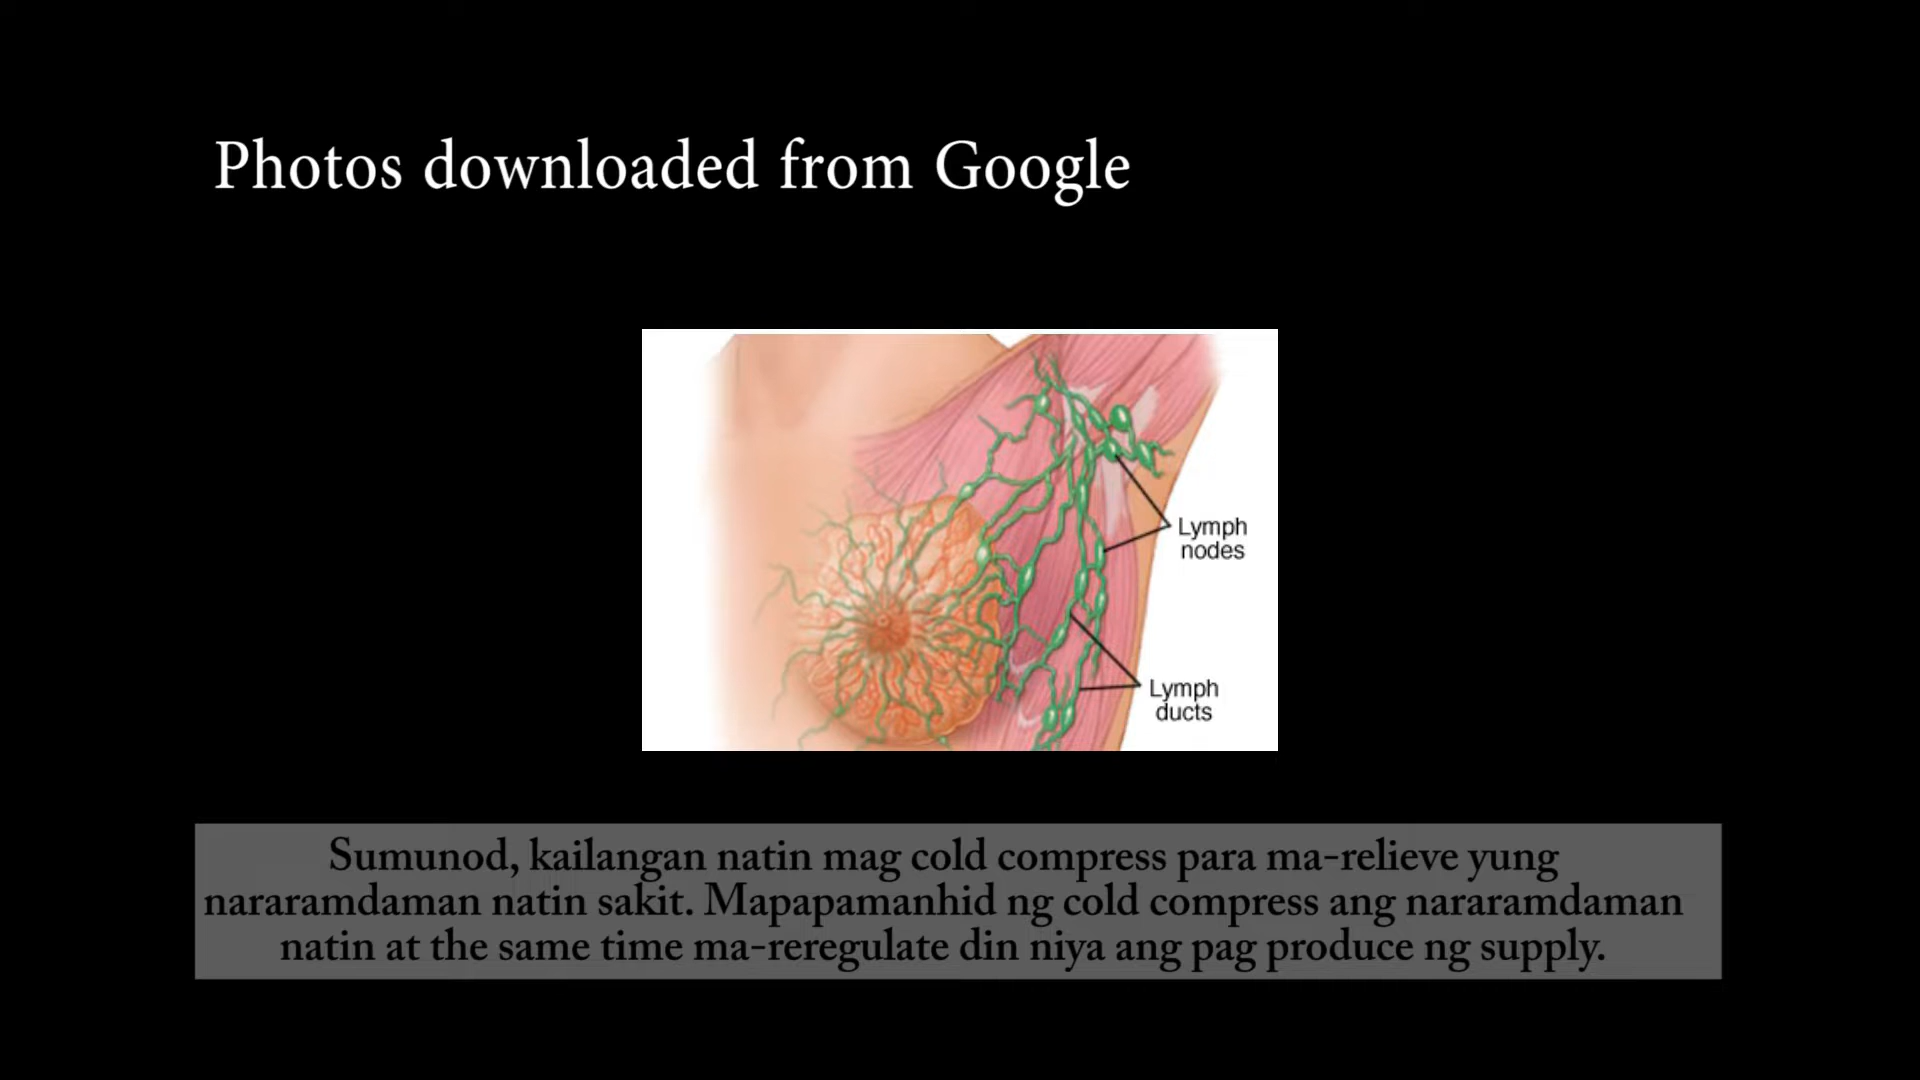 Photos downloaded from Google
Lymph
nodes
Lymph
ducts
Sumunod, kailangan natin mag cold compress para ma-relieve yung
nararamdaman natin sakit. Mapapamanhid ng cold compress ang nararamdaman
natin at the same time ma-reregulate din niya ang pag produce ng supply.